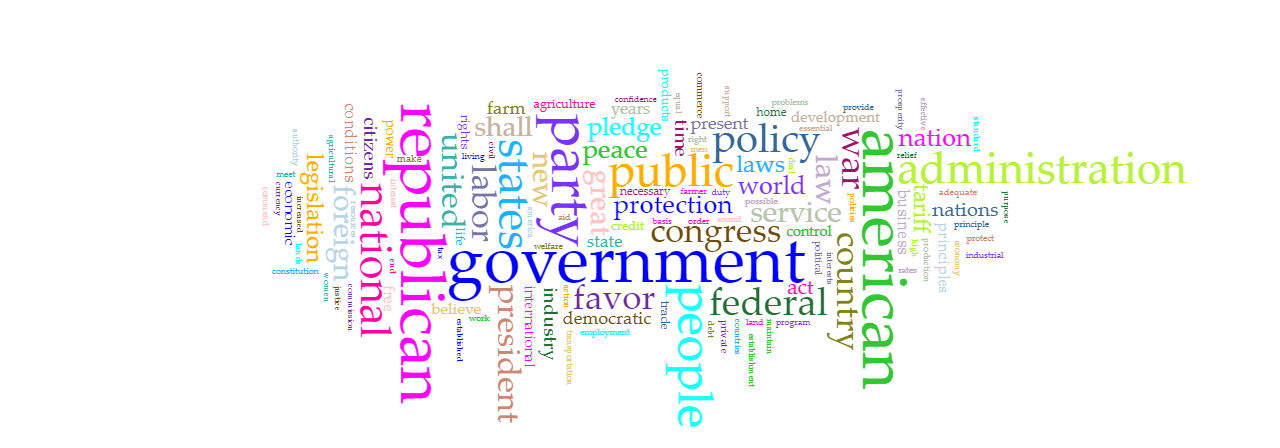 government
republican
american
administration
party
people
public
national
states
president
policy
federal
congress
country
war
favor
united
foreign
labor
new
law
great
service
protection
world
nation
nations
peace
pledge
laws
shall
legislation
tariff
act
business
principles
industry
international
democratic
citizens
economic
conditions
power
rights
farm
agriculture
years
confidence
products
equal
commerce
support
time
present
right
men
home
problems
development
essential
provide
prosperity
effective
standard
relief
adequate
purpose
principle
protect
economy
industrial
production
high
rates
policies
interests
political
control
possible
duty
farmer
necessary
deal
credit
basis
order
sound
state
aid
america
welfare
civil
living
life
tax
make
interest
end
free
believe
work
established
commission
justice
women
constitution
lands
increased
currency
commend
meet
authority
agricultural
resources
action
transportation
employment
trade
debt
private
countries
establishment
land
maintain
program